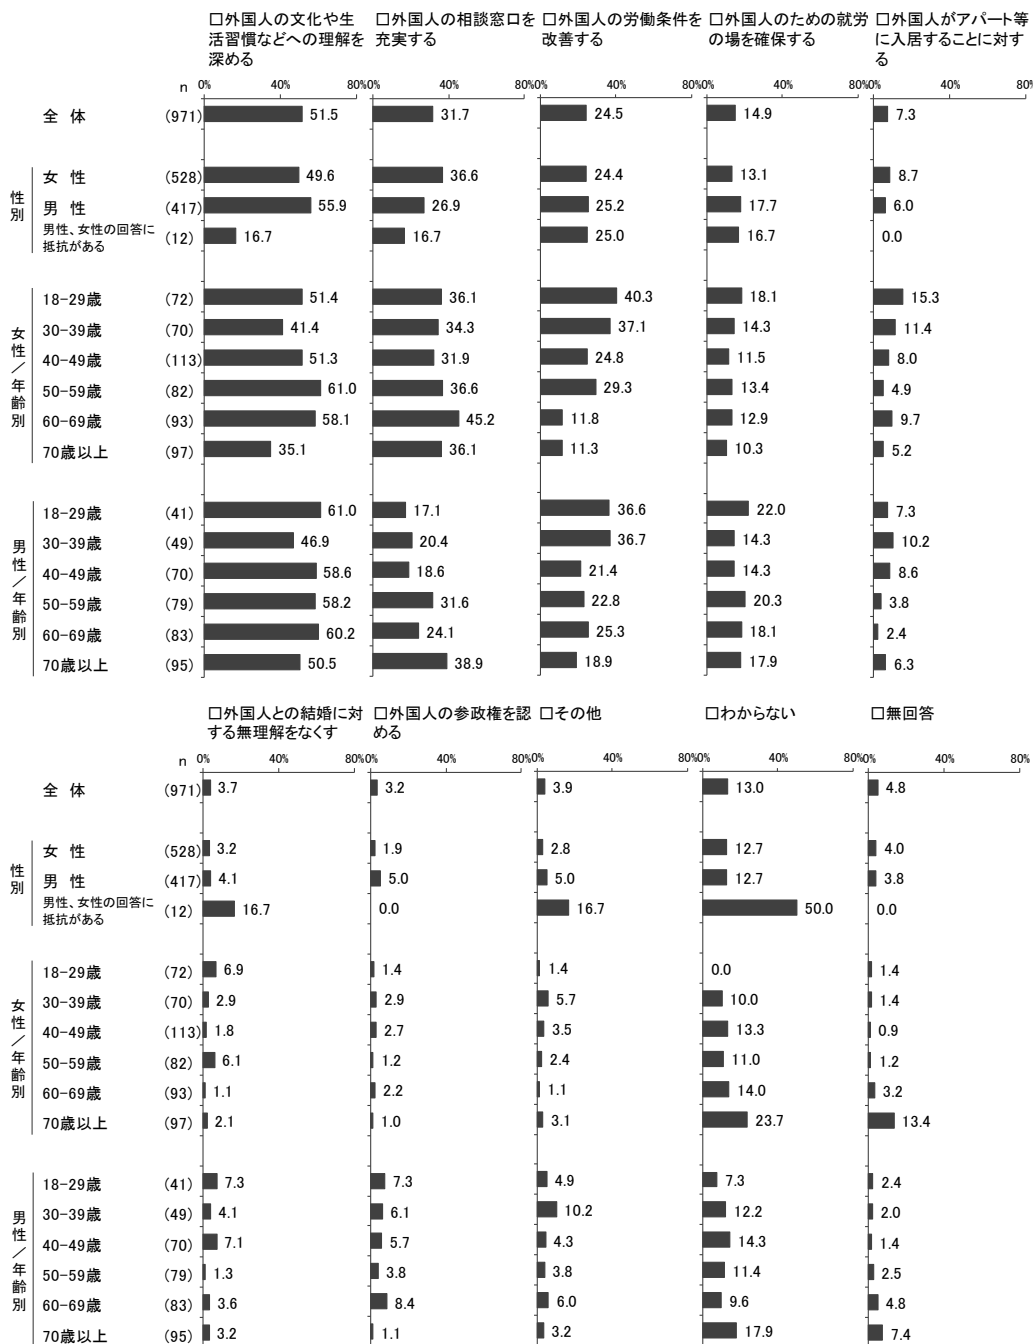 □外国人の文化や生 □外国人の相談窓口を □外国人の労働条件を □外国人のための就労 □外国人がアパート等
活習慣などへの理解を 充実する 改善する の場を確保する に入居することに対す
深める る
n 0% 40% 80% 0% 40% 80% 0% 40% 80% 0% 40% 80% 0% 40% 80%
全 体 (971) 51.5 31.7 24.5 14.9 7.3
性別
女 性 (528) 49.6 36.6 24.4 13.1 8.7
男 性 (417) 55.9 26.9 25.2 17.7 6.0
男性、女性の回答に
抵抗がある (12) 16.7 16.7 25.0 16.7 0.0
女性/年齢別
18-29歳 (72) 51.4 36.1 40.3 18.1 15.3
30-39歳 (70) 41.4 34.3 37.1 14.3 11.4
40-49歳 (113) 51.3 31.9 24.8 11.5 8.0
50-59歳 (82) 61.0 36.6 29.3 13.4 4.9
60-69歳 (93) 58.1 45.2 11.8 12.9 9.7
70歳以上 (97) 35.1 36.1 11.3 10.3 5.2
男性/年齢別
18-29歳 (41) 61.0 17.1 36.6 22.0 7.3
30-39歳 (49) 46.9 20.4 36.7 14.3 10.2
40-49歳 (70) 58.6 18.6 21.4 14.3 8.6
50-59歳 (79) 58.2 31.6 22.8 20.3 3.8
60-69歳 (83) 60.2 24.1 25.3 18.1 2.4
70歳以上 (95) 50.5 38.9 18.9 17.9 6.3
□外国人との結婚に対 □外国人の参政権を認 □その他 □わからない □無回答
する無理解をなくす める
n 0% 40% 80% 0% 40% 80% 0% 40% 80% 0% 40% 80% 0% 40% 80%
全 体 (971) 3.7 3.2 3.9 13.0 4.8
性別
女 性 (528) 3.2 1.9 2.8 12.7 4.0
男 性 (417) 4.1 5.0 5.0 12.7 3.8
男性、女性の回答に
抵抗がある (12) 16.7 0.0 16.7 50.0 0.0
女性/年齢別
18-29歳 (72) 6.9 1.4 1.4 0.0 1.4
30-39歳 (70) 2.9 2.9 5.7 10.0 1.4
40-49歳 (113) 1.8 2.7 3.5 13.3 0.9
50-59歳 (82) 6.1 1.2 2.4 11.0 1.2
60-69歳 (93) 1.1 2.2 1.1 14.0 3.2
70歳以上 (97) 2.1 1.0 3.1 23.7 13.4
男性/年齢別
18-29歳 (41) 7.3 7.3 4.9 7.3 2.4
30-39歳 (49) 4.1 6.1 10.2 12.2 2.0
40-49歳 (70) 7.1 5.7 4.3 14.3 1.4
50-59歳 (79) 1.3 3.8 3.8 11.4 2.5
60-69歳 (83) 3.6 8.4 6.0 9.6 4.8
70歳以上 (95) 3.2 1.1 3.2 17.9 7.4